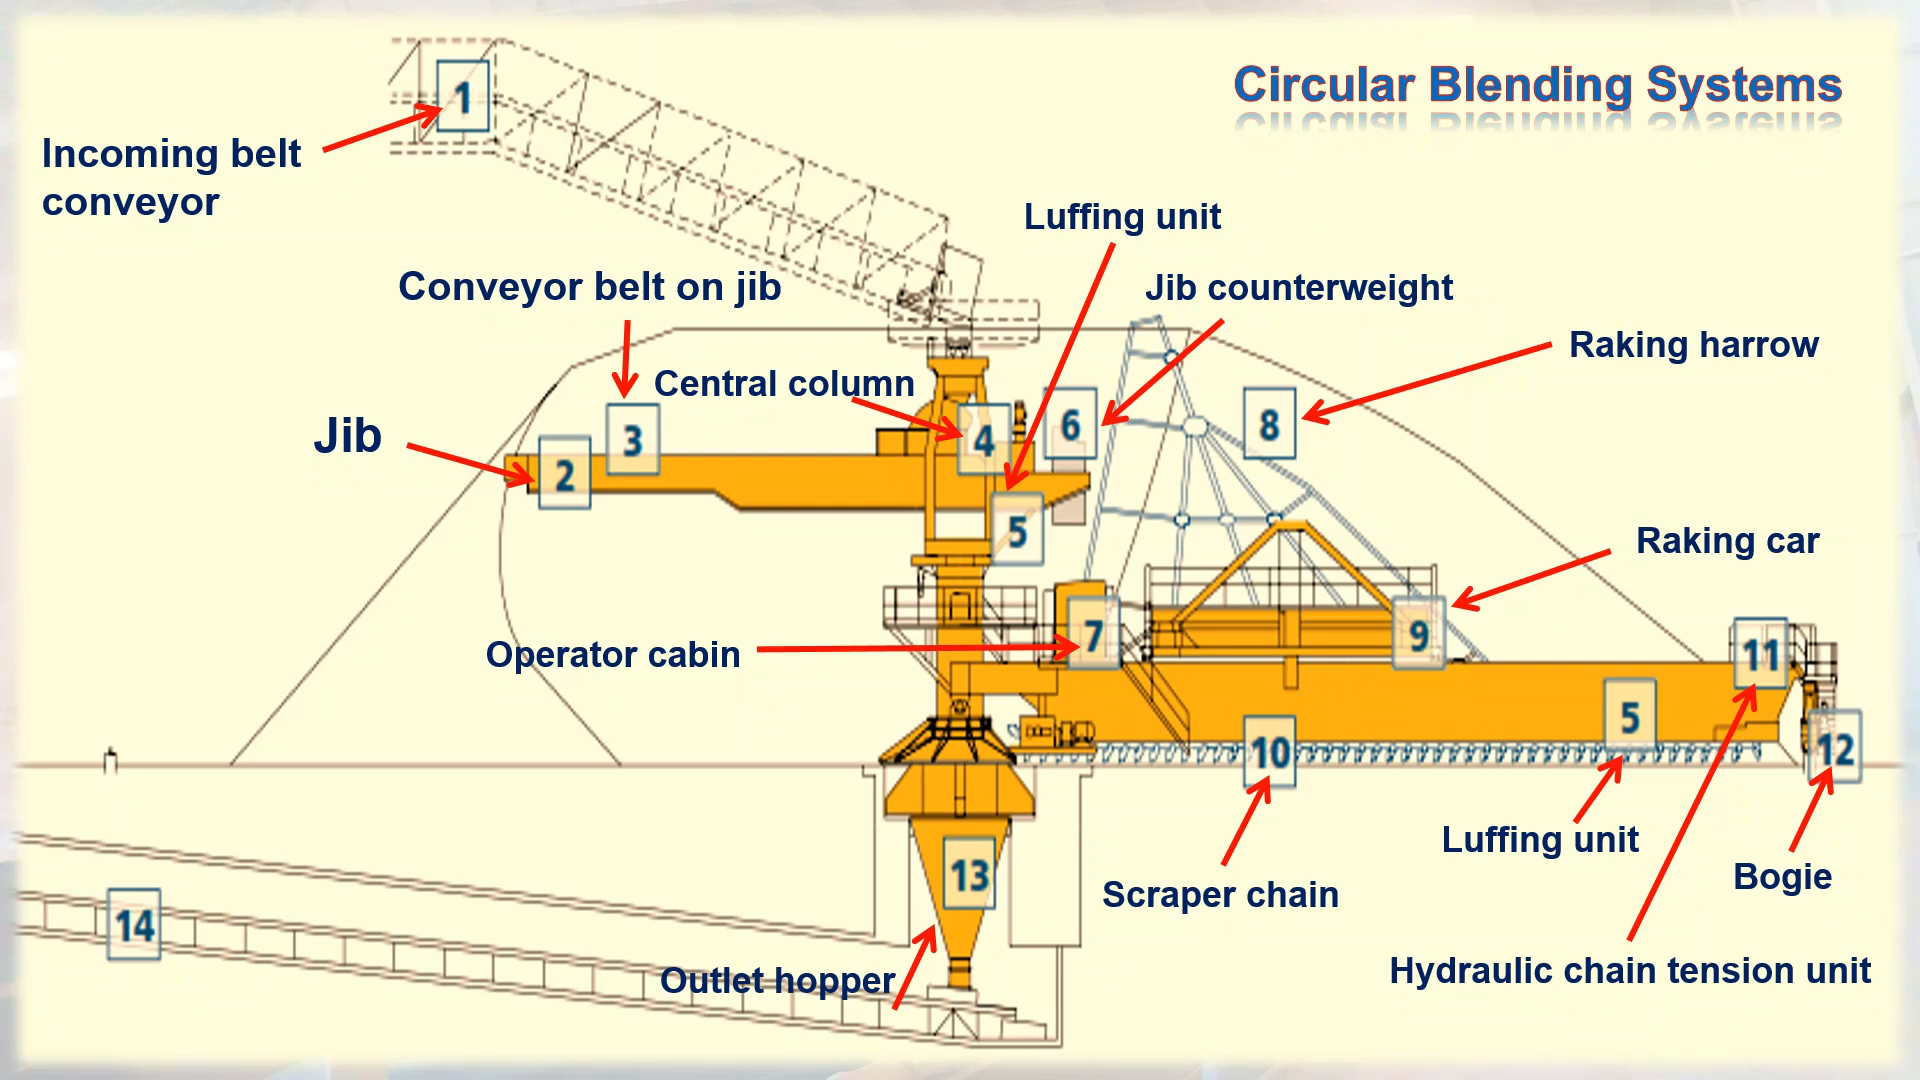 Circular Blending Systems
1
Incoming belt
conveyor
Luffing unit
Conveyor belt on jib
Jib counterweight
Raking harrow
Central column
Jib
3
4
6
8
2
5
Raking car
Operator cabin
7
9
11
5
10
12
Luffing unit
Scraper chain
Bogie
13
14
Outlet hopper
Hydraulic chain tension unit